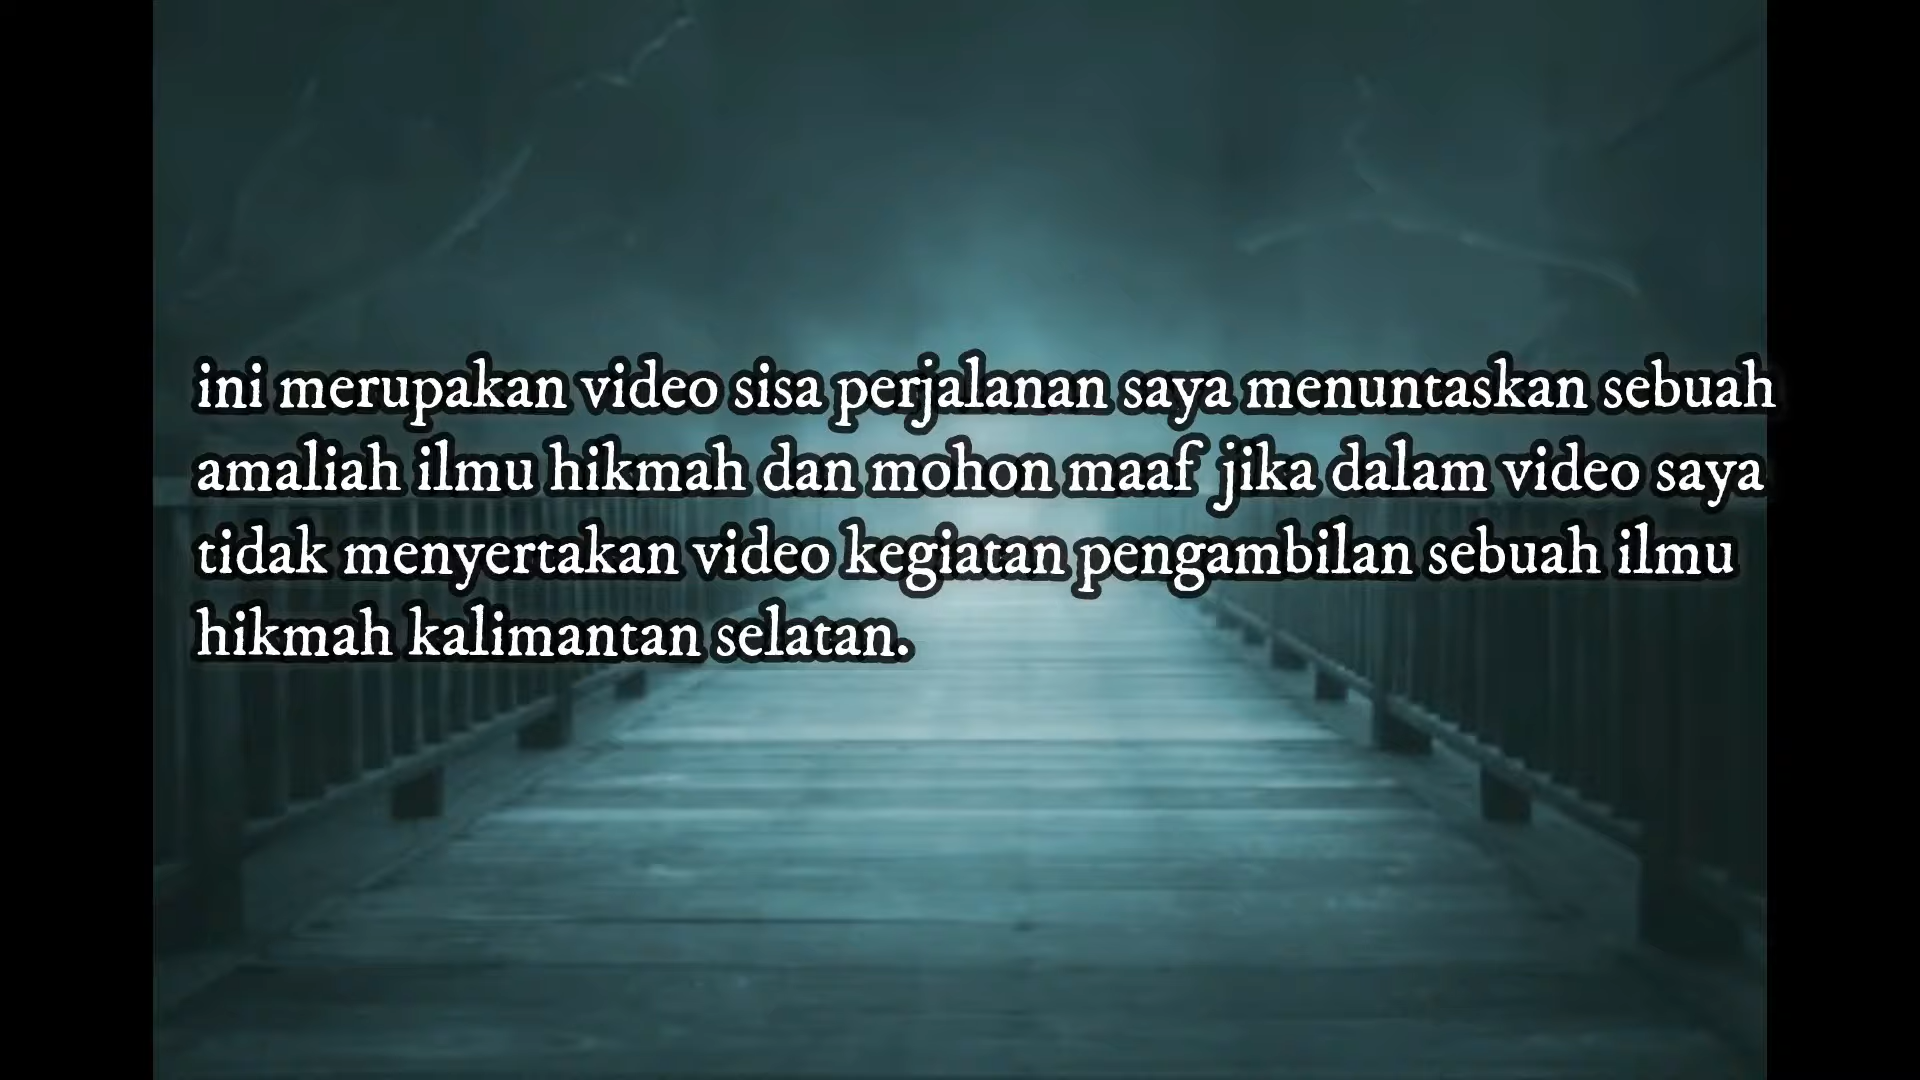 ini merupakan video sisa perjalanan saya menuntaskan sebuah
amaliah ilmu hikmah dan mohon maaf jika dalam video saya
tidak menyertakan video kegiatan pengambilan sebuah ilmu
hikmah kalimantan selatan.